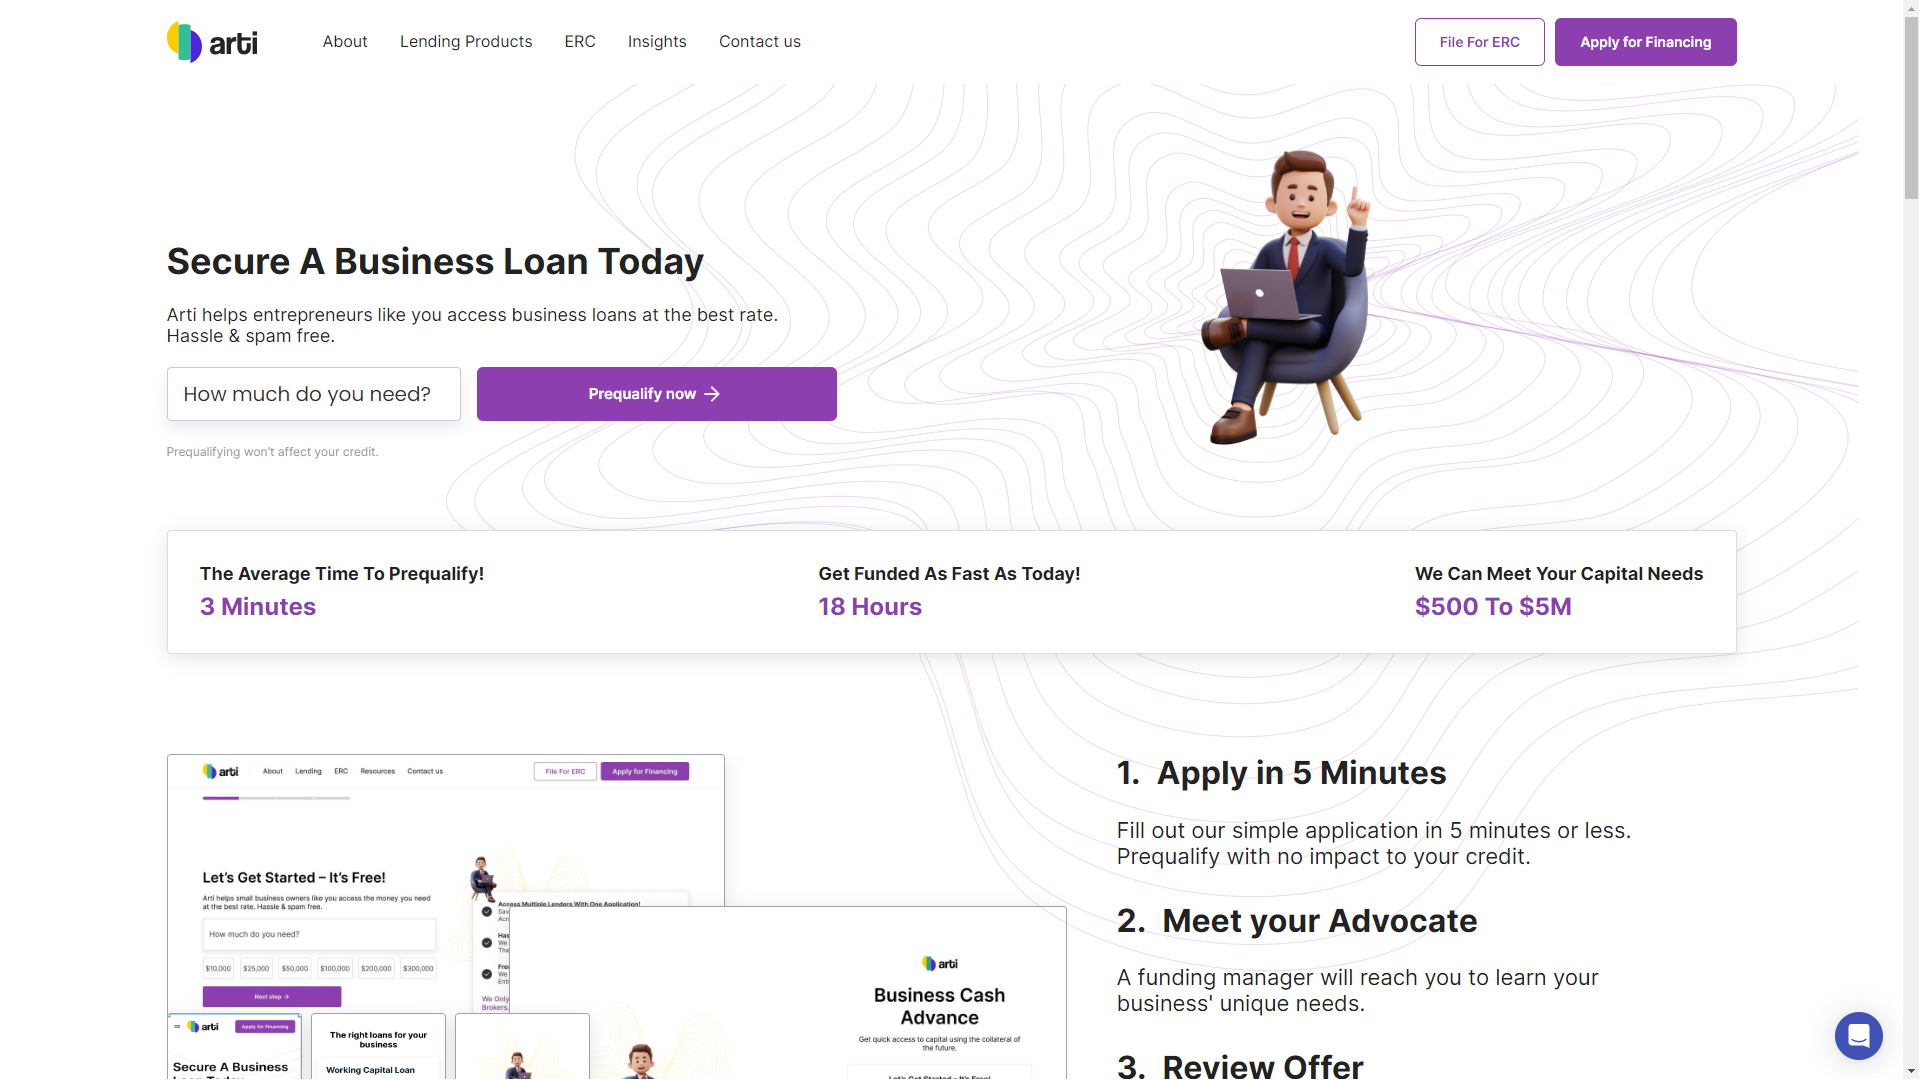 arti
About
Lending Products
ERC
Insights
Contact us
File For ERC
Apply for Financing
Secure A Business Loan Today
Arti helps entrepreneurs like you access business loans at the best rate.
Hassle & spam free.
How much do you need?
Prequalify now →
Prequalifying won't affect your credit.
The Average Time To Prequalify!
3 Minutes
Get Funded As Fast As Today!
18 Hours
We Can Meet Your Capital Needs
$500 To $5M
arti
About
Lending
ERC
Resources
Contact us
File For ERC
Apply for Financing
Let's Get Started – It's Free!
Arti helps small business owners like you access the money you need
at the best rate. Hassle & spam free.
How much do you need?
$10,000
$25,000
$50,000
$100,000
$200,000
$300,000
Next step →
Access Multiple Lenders With One Application!
We Only
Brokers.
arti
Business Cash
Advance
Get quick access to capital using the collateral of
the future.
Let's Get Started – It's Free!
arti
Apply for Financing
Secure A Business
Loan Today
The right loans for your
business
Working Capital Loan
1. Apply in 5 Minutes
Fill out our simple application in 5 minutes or less.
Prequalify with no impact to your credit.
2. Meet your Advocate
A funding manager will reach you to learn your
business' unique needs.
3. Review Offer